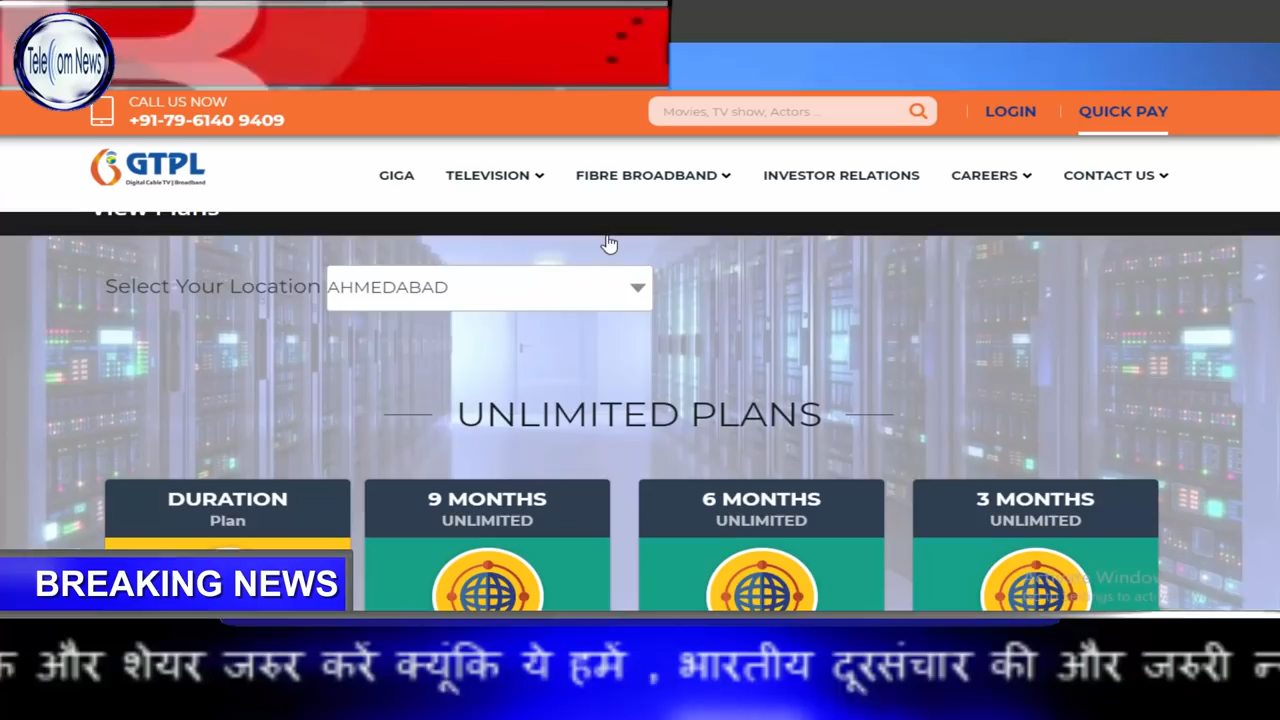 TeleCom News
CALL US NOW
+91-79-6140 9409
Movies, TV show, Actors ...
LOGIN
QUICK PAY
GTPL
Digital Cable TV | Broadband
GIGA
TELEVISION
FIBRE BROADBAND
INVESTOR RELATIONS
CAREERS
CONTACT US
View Plans
Select Your Location
AHMEDABAD
UNLIMITED PLANS
DURATION
Plan
9 MONTHS
UNLIMITED
6 MONTHS
UNLIMITED
3 MONTHS
UNLIMITED
BREAKING NEWS
और शेयर जरुर करें क्यूंकि ये हमें , भारतीय दूरसंचार की और जरुरी